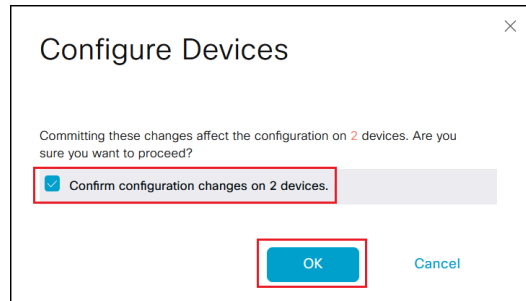 Configure Devices
Committing these changes affect the configuration on 2 devices. Are you
sure you want to proceed?
Confirm configuration changes on 2 devices.
OK
Cancel